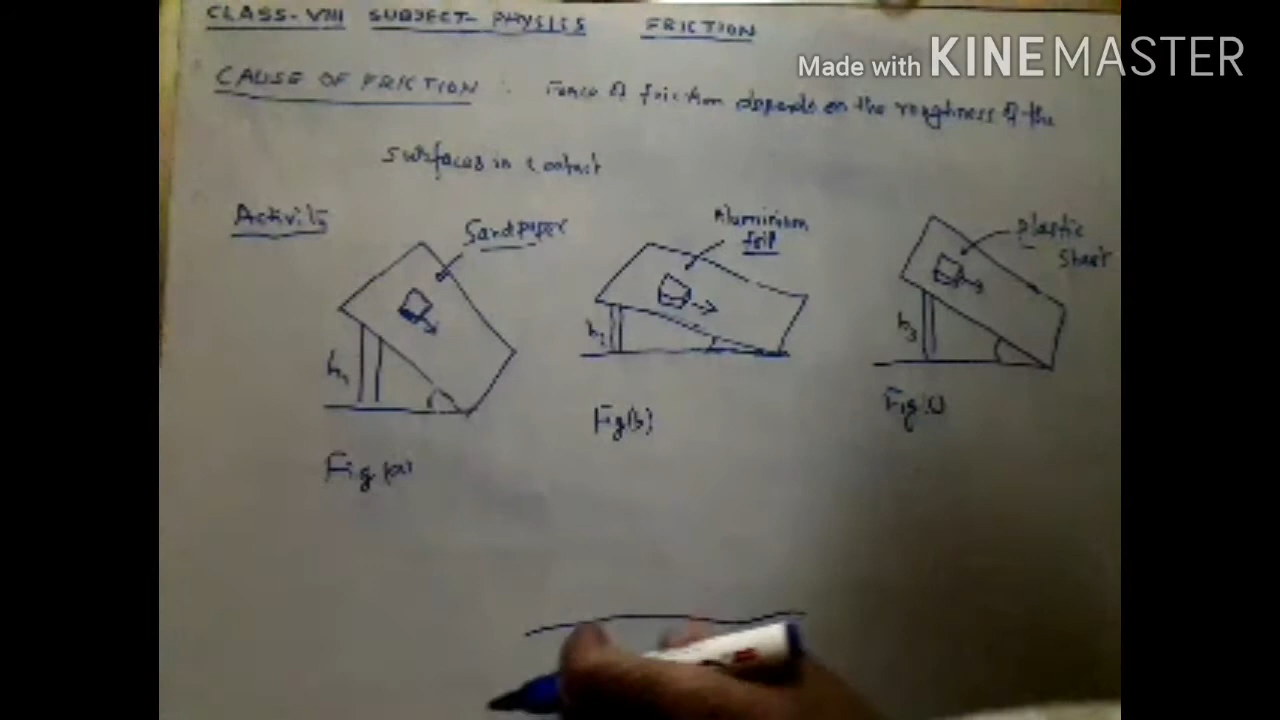 CLASS-VIII SUBJECT- PHYSICS FRICTION
Made with KINEMASTER
CAUSE OF FRICTION : Force of friction depends on the roughness of the
surfaces in contact
Activity
Sandpaper
Aluminium
foil
Plastic
Sheet
h1
h2
h3
Fig (a)
Fig (b)
Fig (c)